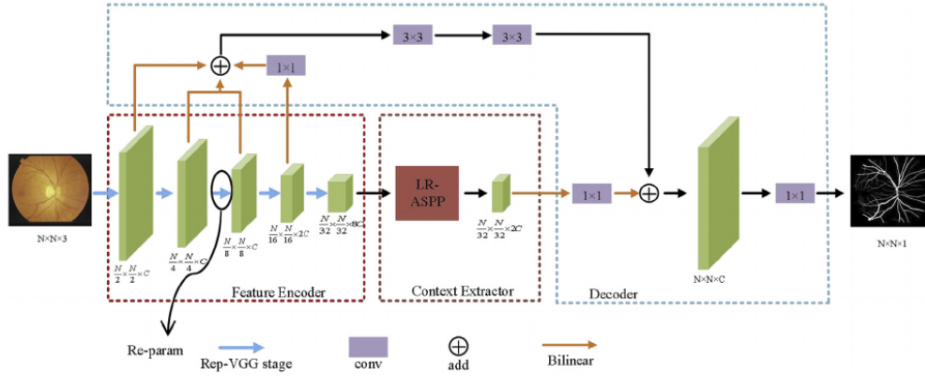 3×3
3×3
1×1
LR-
ASPP
1×1
1×1
N×N×3
N/2 × N/2 × C
N/4 × N/4 × C
N/8 × N/8 × C
N/16 × N/16 × 2C
N/32 × N/32 × 8C
N/32 × N/32 × 2C
N×N×C
N×N×1
Feature Encoder
Context Extractor
Decoder
Re-param
Rep-VGG stage
conv
add
Bilinear